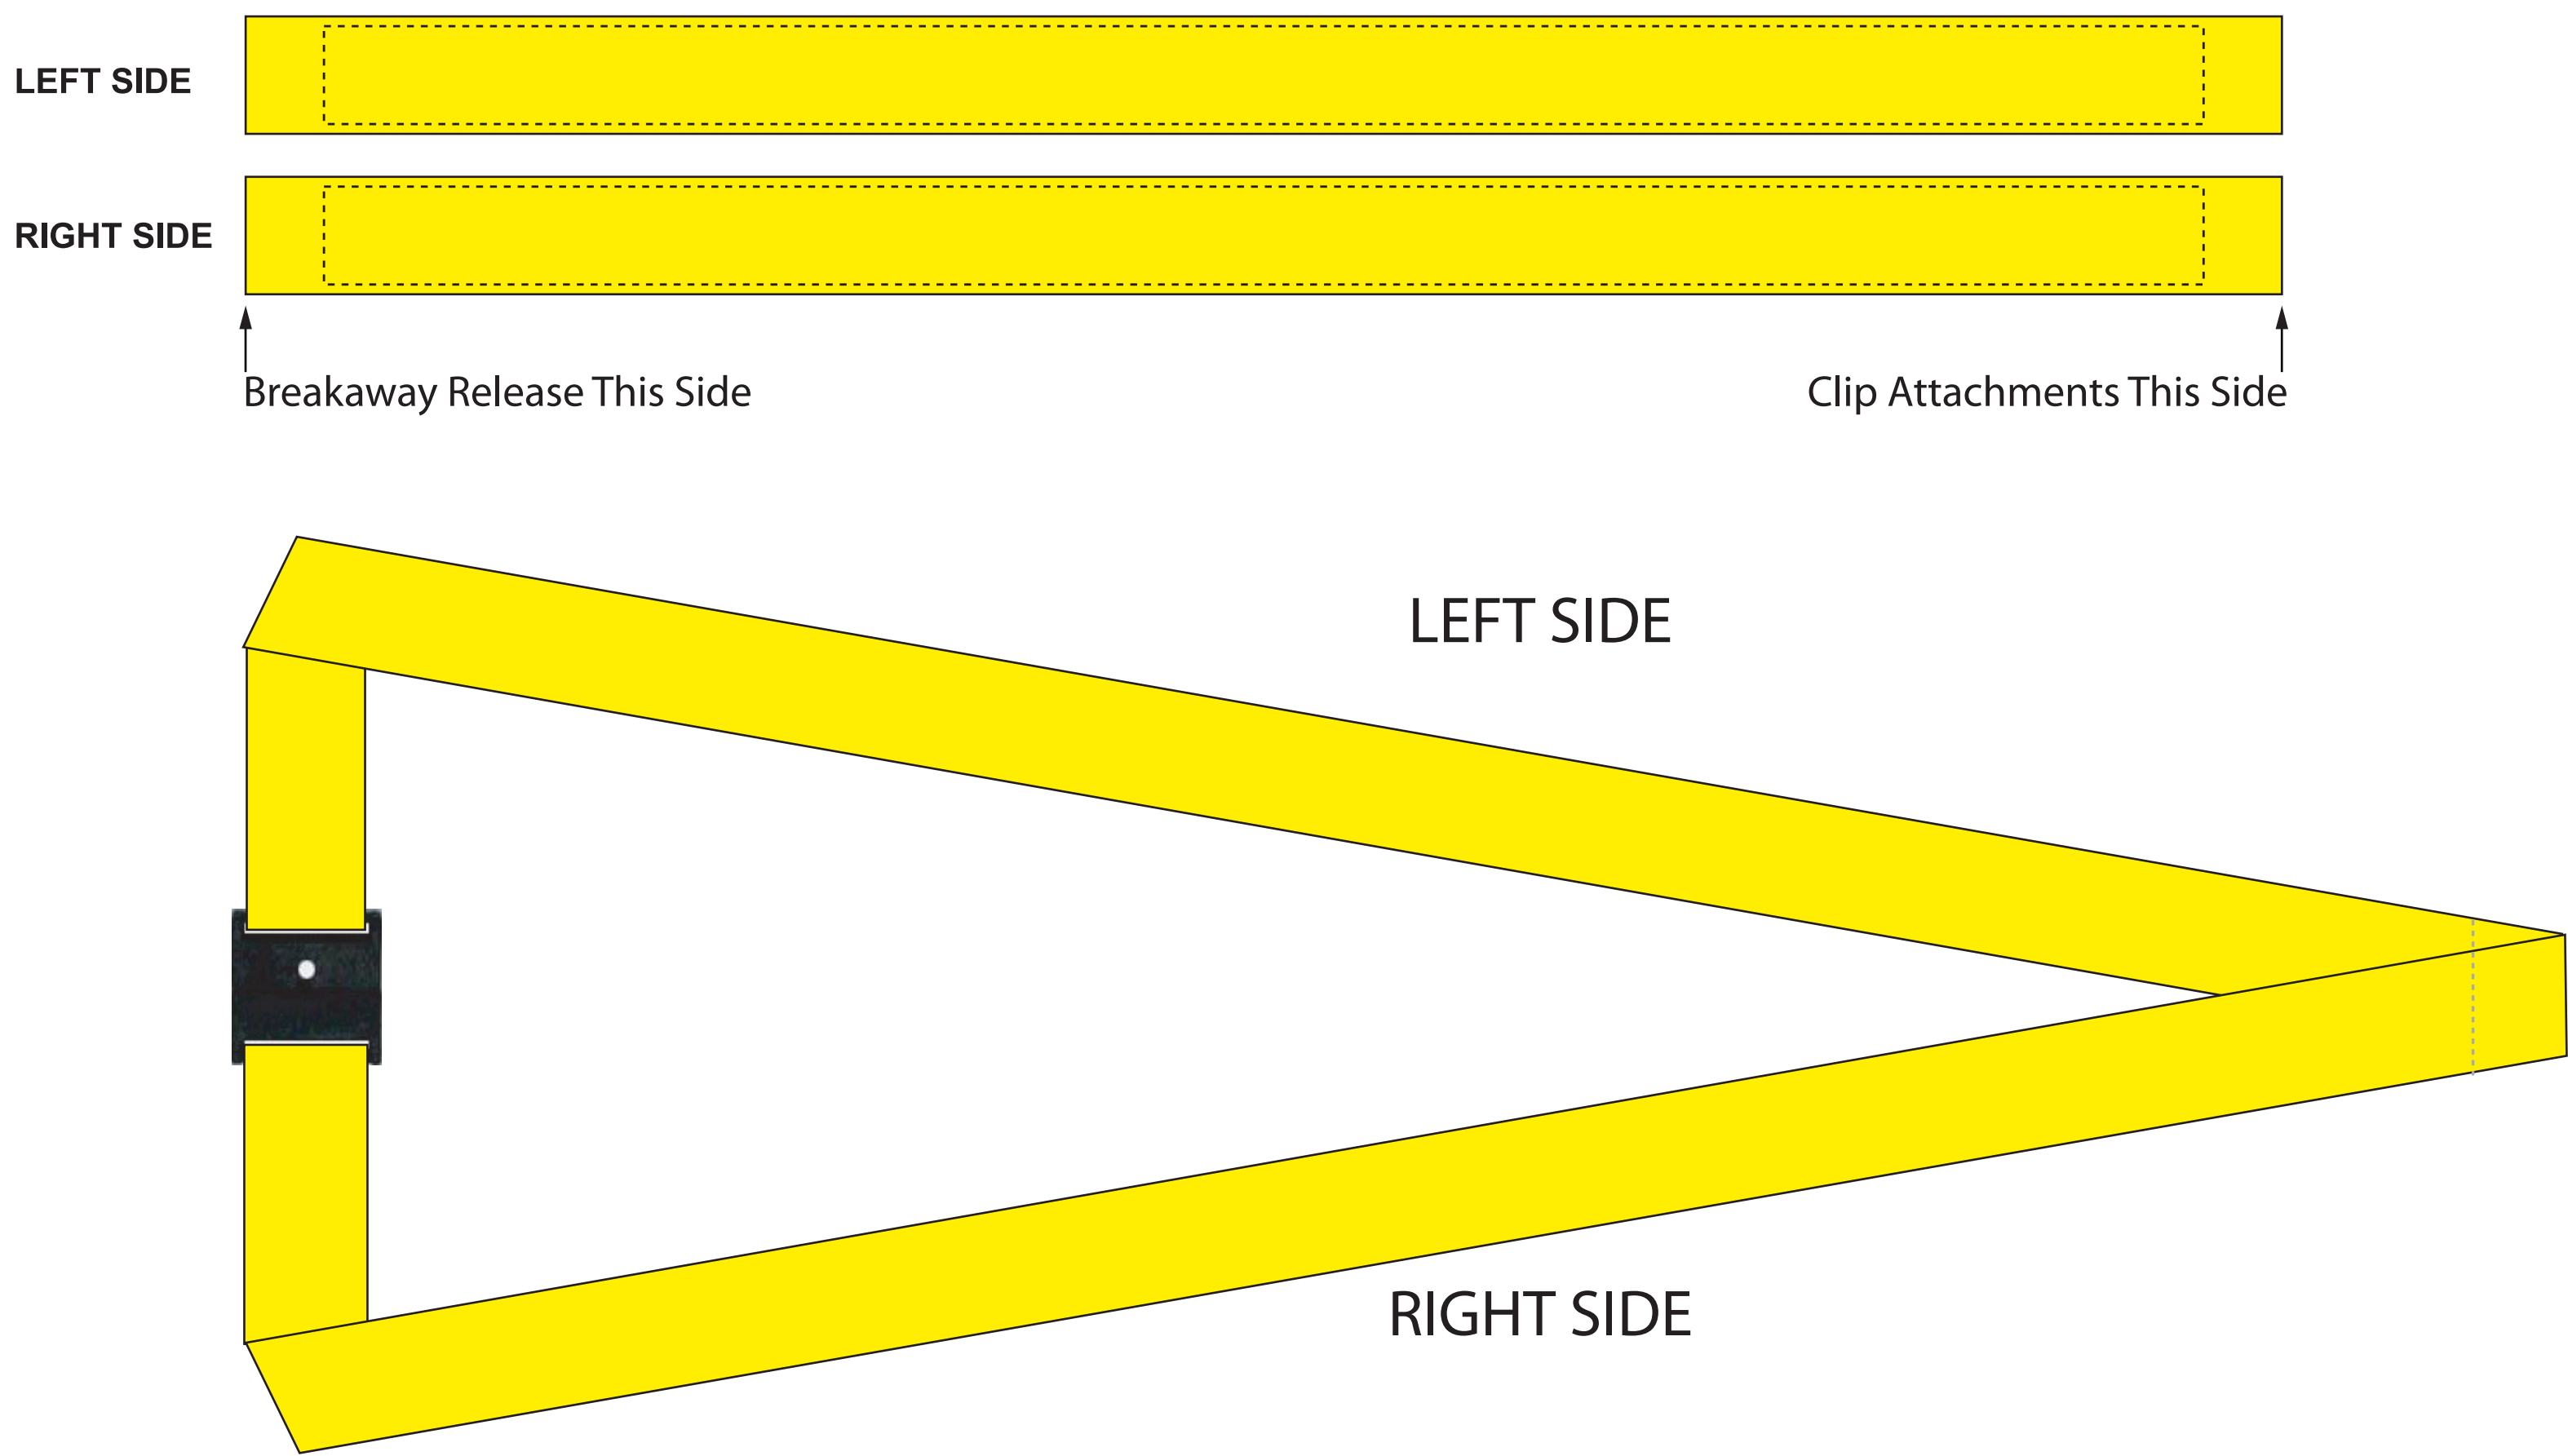 LEFT SIDE
RIGHT SIDE
Breakaway Release This Side
Clip Attachments This Side
LEFT SIDE
RIGHT SIDE